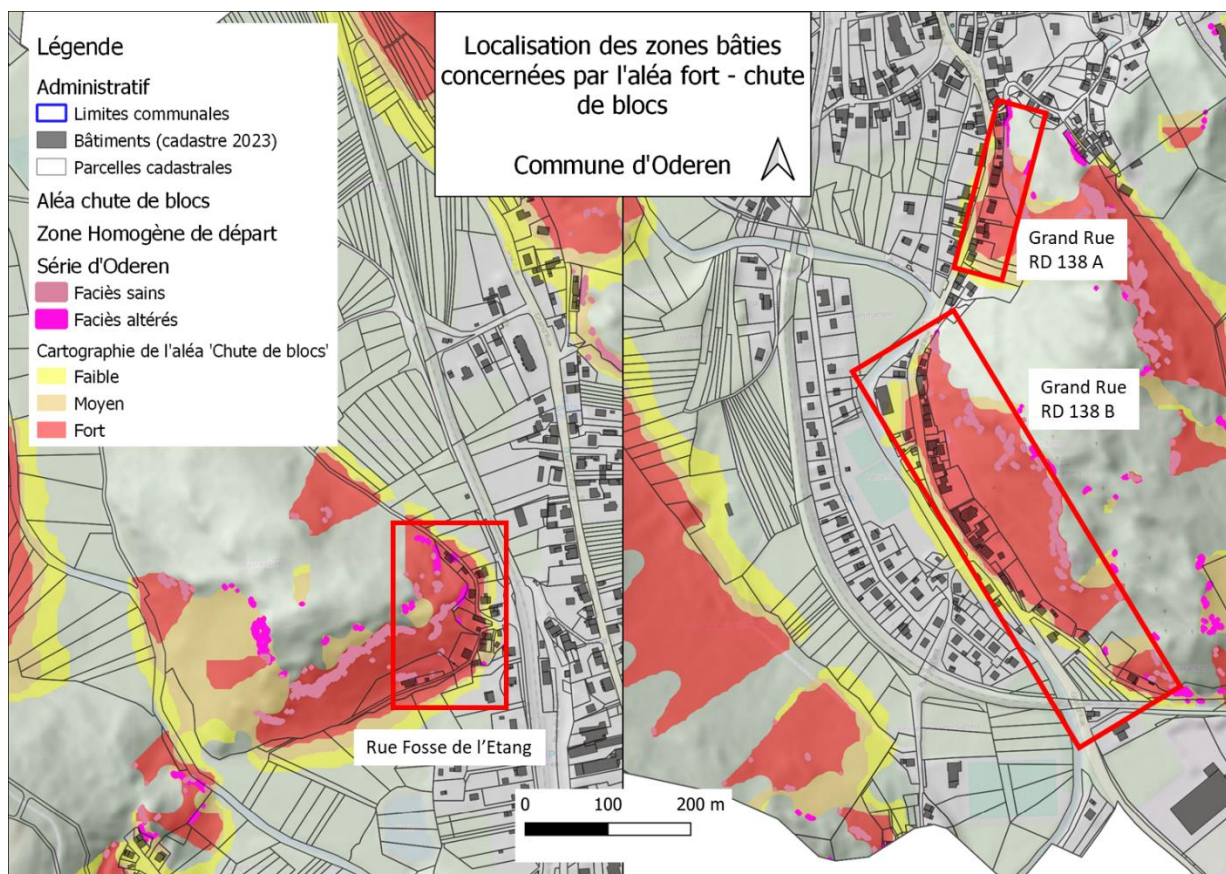 Légende
Administratif
Limites communales
Bâtiments (cadastre 2023)
Parcelles cadastrales
Aléa chute de blocs
Zone Homogène de départ
Série d'Oderen
Faciès sains
Faciès altérés
Cartographie de l'aléa 'Chute de blocs'
Faible
Moyen
Fort
Localisation des zones bâties
concernées par l'aléa fort - chute
de blocs
Commune d'Oderen
Grand Rue
RD 138 A
Grand Rue
RD 138 B
Rue Fosse de l'Etang
0 100 200 m